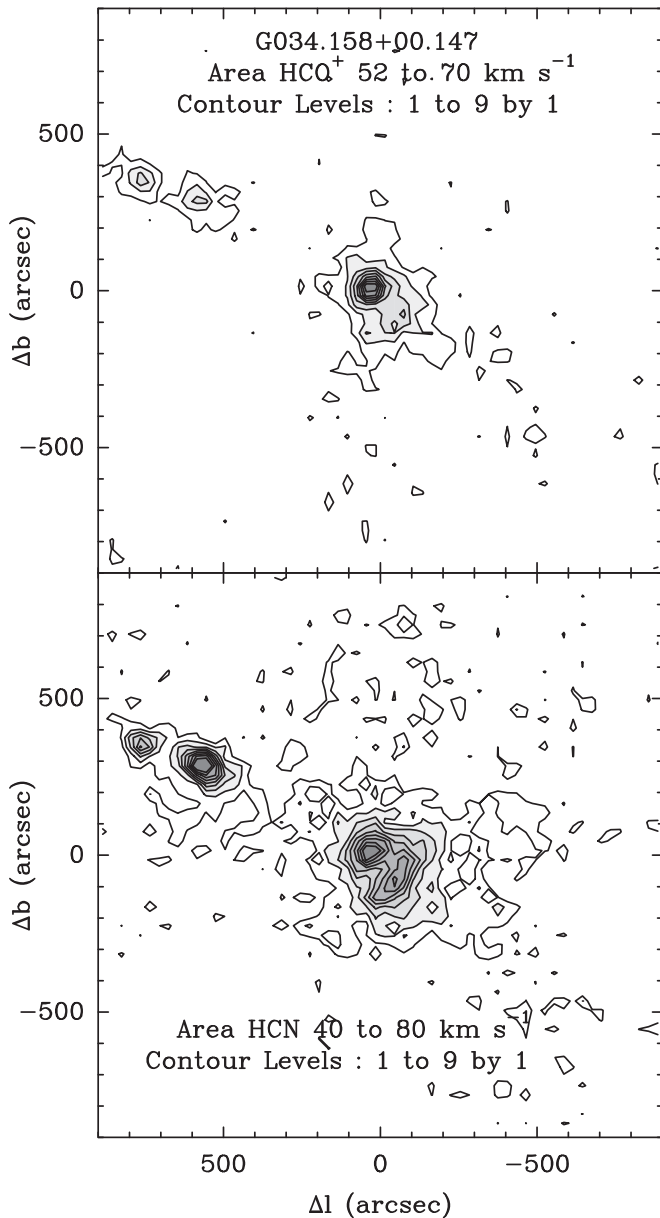 G034.158+00.147
Area HCO⁺ 52 to 70 km s⁻¹
Contour Levels : 1 to 9 by 1
500
0
−500
Δb (arcsec)
500
0
−500
Δb (arcsec)
Area HCN 40 to 80 km s⁻¹
Contour Levels : 1 to 9 by 1
500 0 −500
Δl (arcsec)